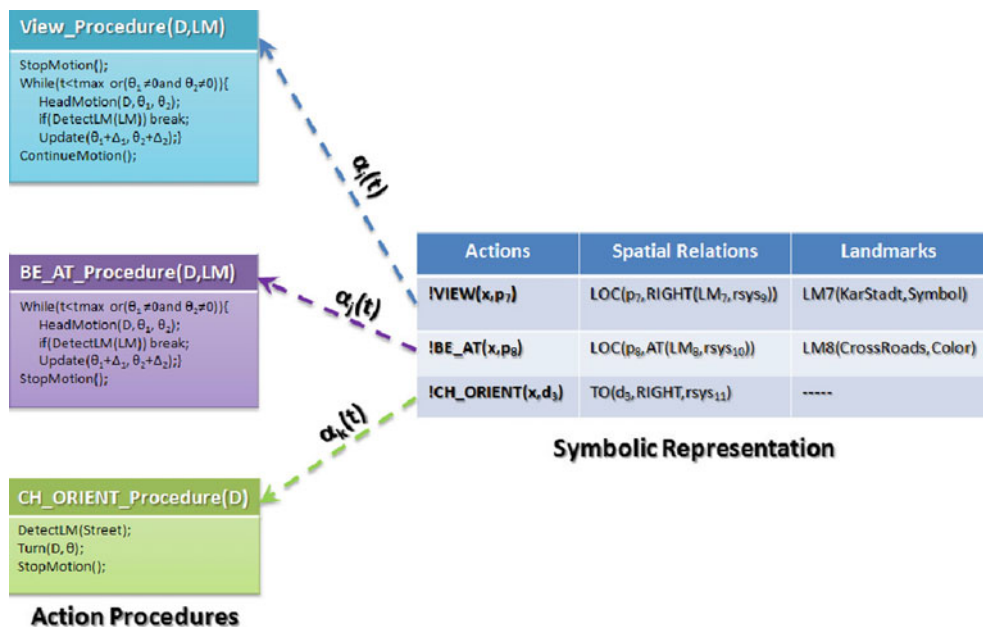 View_Procedure(D,LM)
StopMotion();
While(t<tmax or(θ₁ ≠0and θ₂≠0)){
HeadMotion(D, θ₁, θ₂);
if(DetectLM(LM)) break;
Update(θ₁+Δ₁, θ₂+Δ₂);}
ContinueMotion();
αᵢ(t)
BE_AT_Procedure(D,LM)
While(t<tmax or(θ₁ ≠0and θ₂≠0)){
HeadMotion(D, θ₁, θ₂);
if(DetectLM(LM)) break;
Update(θ₁+Δ₁, θ₂+Δ₂);}
StopMotion();
αⱼ(t)
CH_ORIENT_Procedure(D)
DetectLM(Street);
Turn(D, θ);
StopMotion();
αₖ(t)
Action Procedures
Actions Spatial Relations Landmarks
!VIEW(x,p₇) LOC(p₇,RIGHT(LM₇,rsys₉)) LM7(KarStadt,Symbol)
!BE_AT(x,p₈) LOC(p₈,AT(LM₈,rsys₁₀)) LM8(CrossRoads,Color)
!CH_ORIENT(x,d₃) TO(d₃,RIGHT,rsys₁₁) -----
Symbolic Representation